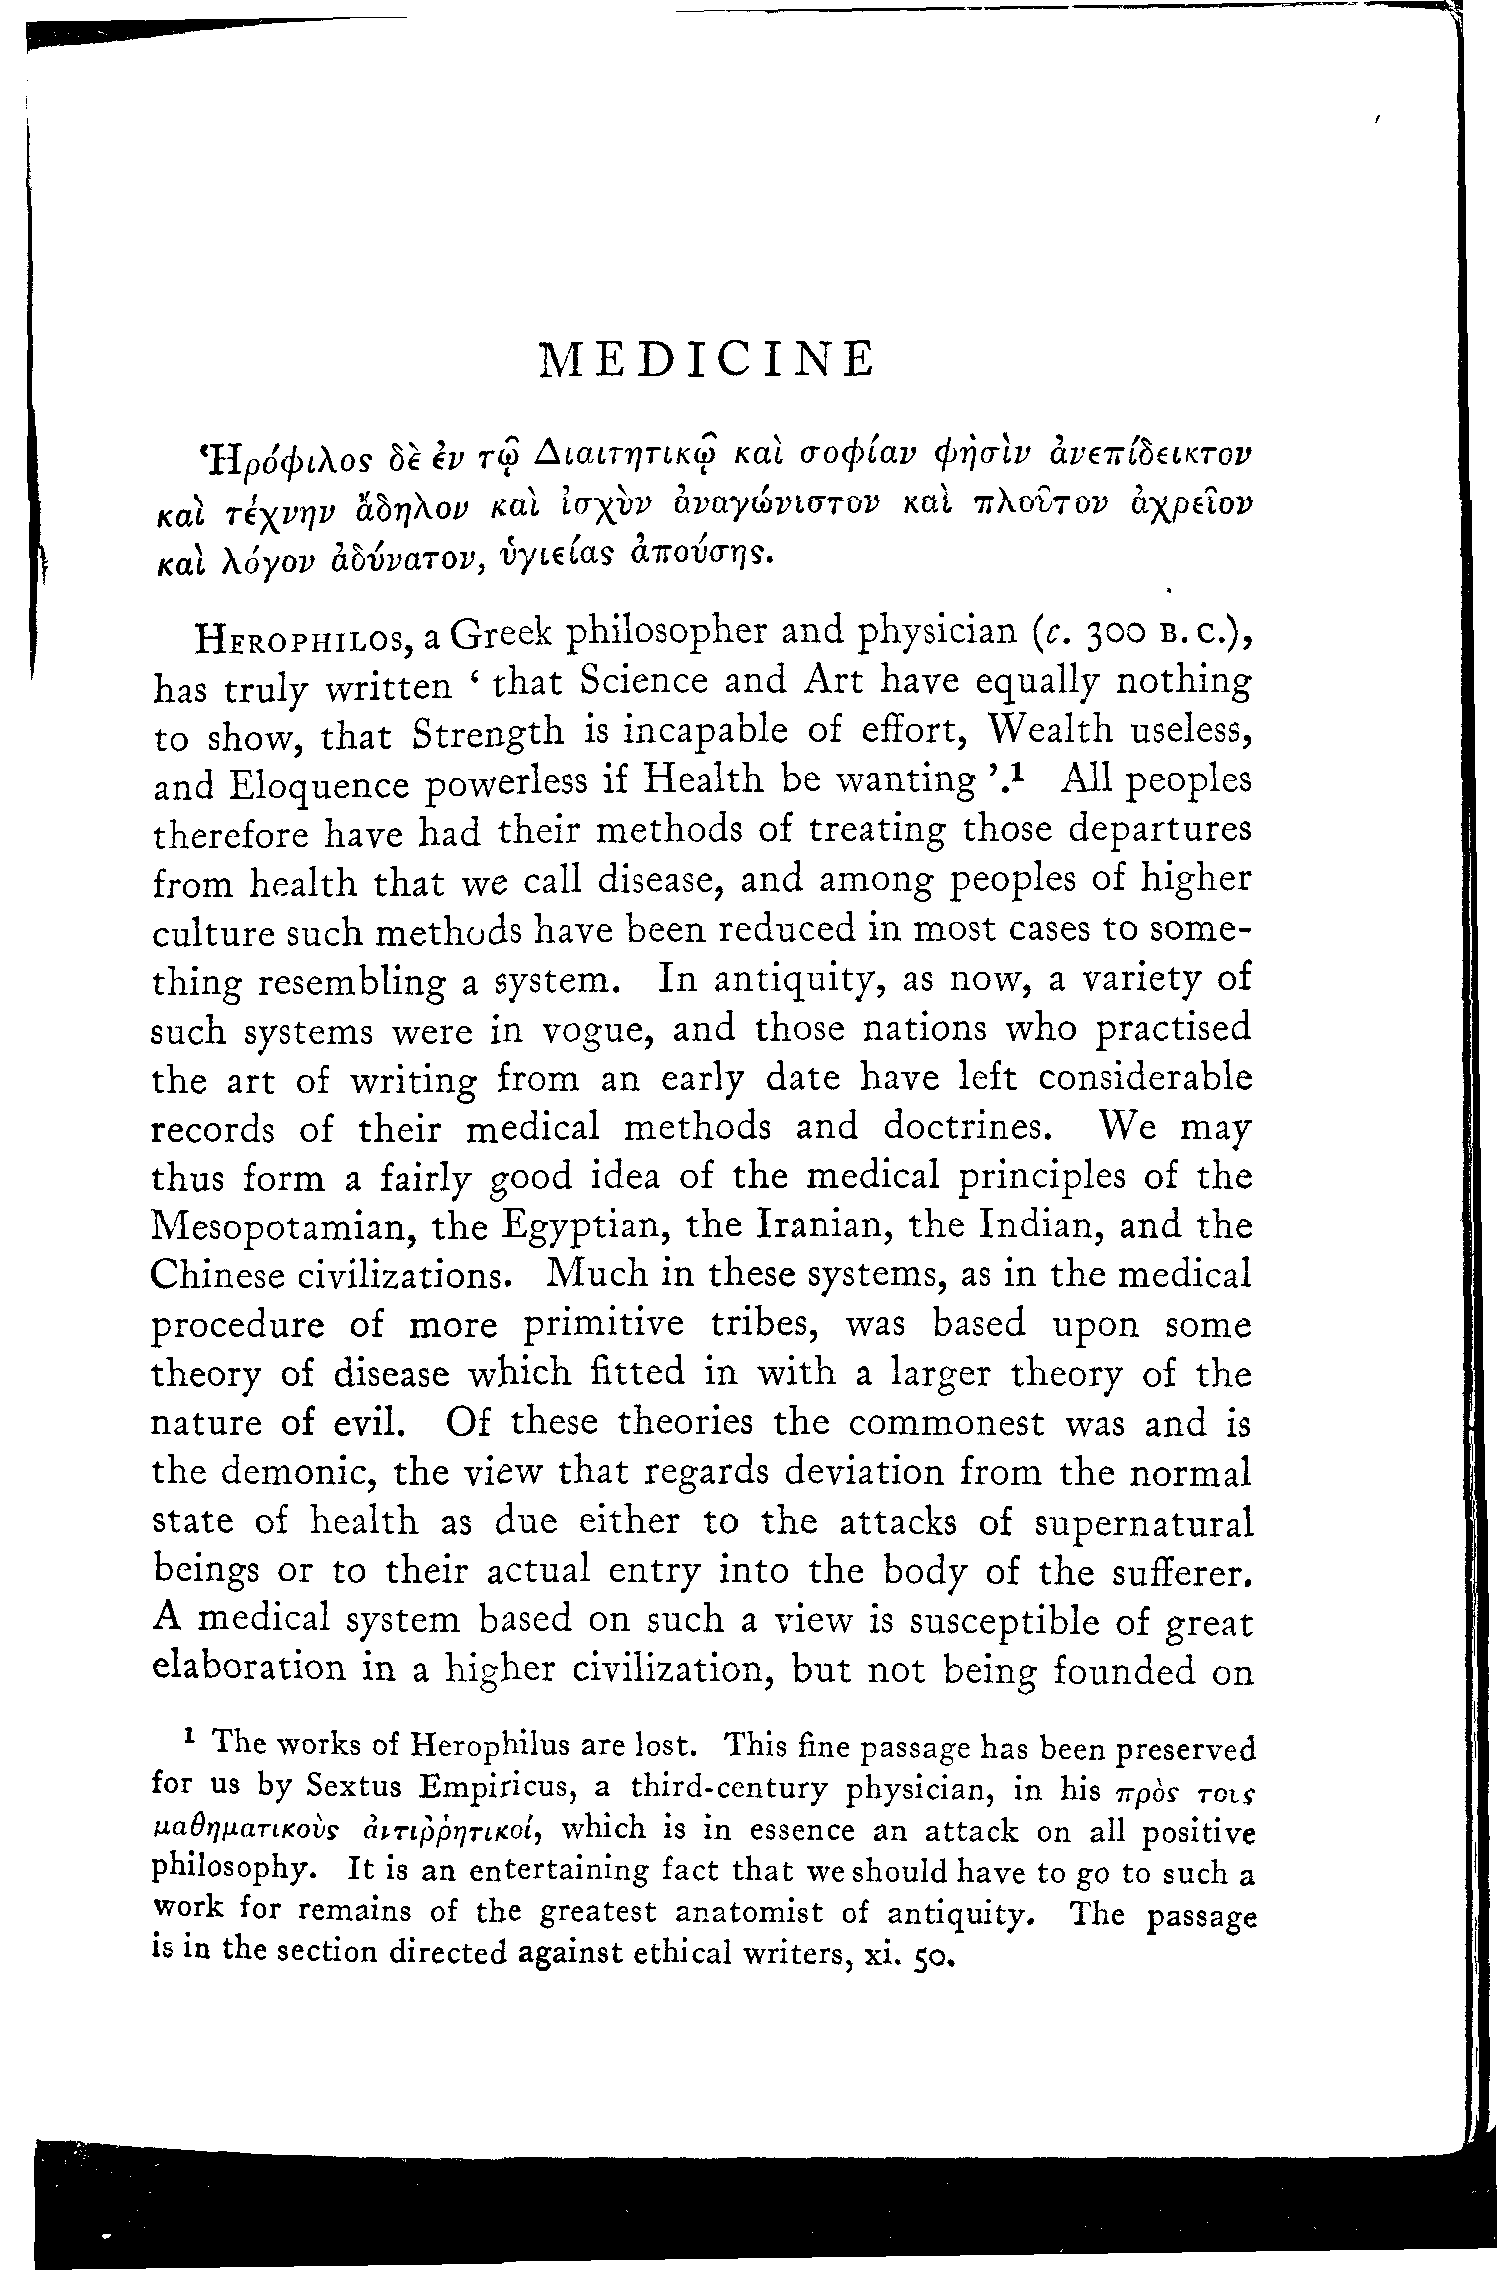 MEDICINE
Ἡρόφιλος δὲ ἐν τῷ Διαιτητικῷ καὶ σοφίαν φησὶν ἀνεπίδεικτον
καὶ τέχνην ἄδηλον καὶ ἰσχὺν ἀναγώνιστον καὶ πλοῦτον ἀχρεῖον
καὶ λόγον ἀδύνατον, ὑγιείας ἀπούσης.
HEROPHILOS, a Greek philosopher and physician (c. 300 B.C.),
has truly written ‘ that Science and Art have equally nothing
to show, that Strength is incapable of effort, Wealth useless,
and Eloquence powerless if Health be wanting ’.¹ All peoples
therefore have had their methods of treating those departures
from health that we call disease, and among peoples of higher
culture such methods have been reduced in most cases to some-
thing resembling a system. In antiquity, as now, a variety of
such systems were in vogue, and those nations who practised
the art of writing from an early date have left considerable
records of their medical methods and doctrines. We may
thus form a fairly good idea of the medical principles of the
Mesopotamian, the Egyptian, the Iranian, the Indian, and the
Chinese civilizations. Much in these systems, as in the medical
procedure of more primitive tribes, was based upon some
theory of disease which fitted in with a larger theory of the
nature of evil. Of these theories the commonest was and is
the demonic, the view that regards deviation from the normal
state of health as due either to the attacks of supernatural
beings or to their actual entry into the body of the sufferer.
A medical system based on such a view is susceptible of great
elaboration in a higher civilization, but not being founded on
¹ The works of Herophilus are lost. This fine passage has been preserved
for us by Sextus Empiricus, a third-century physician, in his πρὸς τοις
μαθηματικοὺς ἀντιῤῥητικοί, which is in essence an attack on all positive
philosophy. It is an entertaining fact that we should have to go to such a
work for remains of the greatest anatomist of antiquity. The passage
is in the section directed against ethical writers, xi. 50.